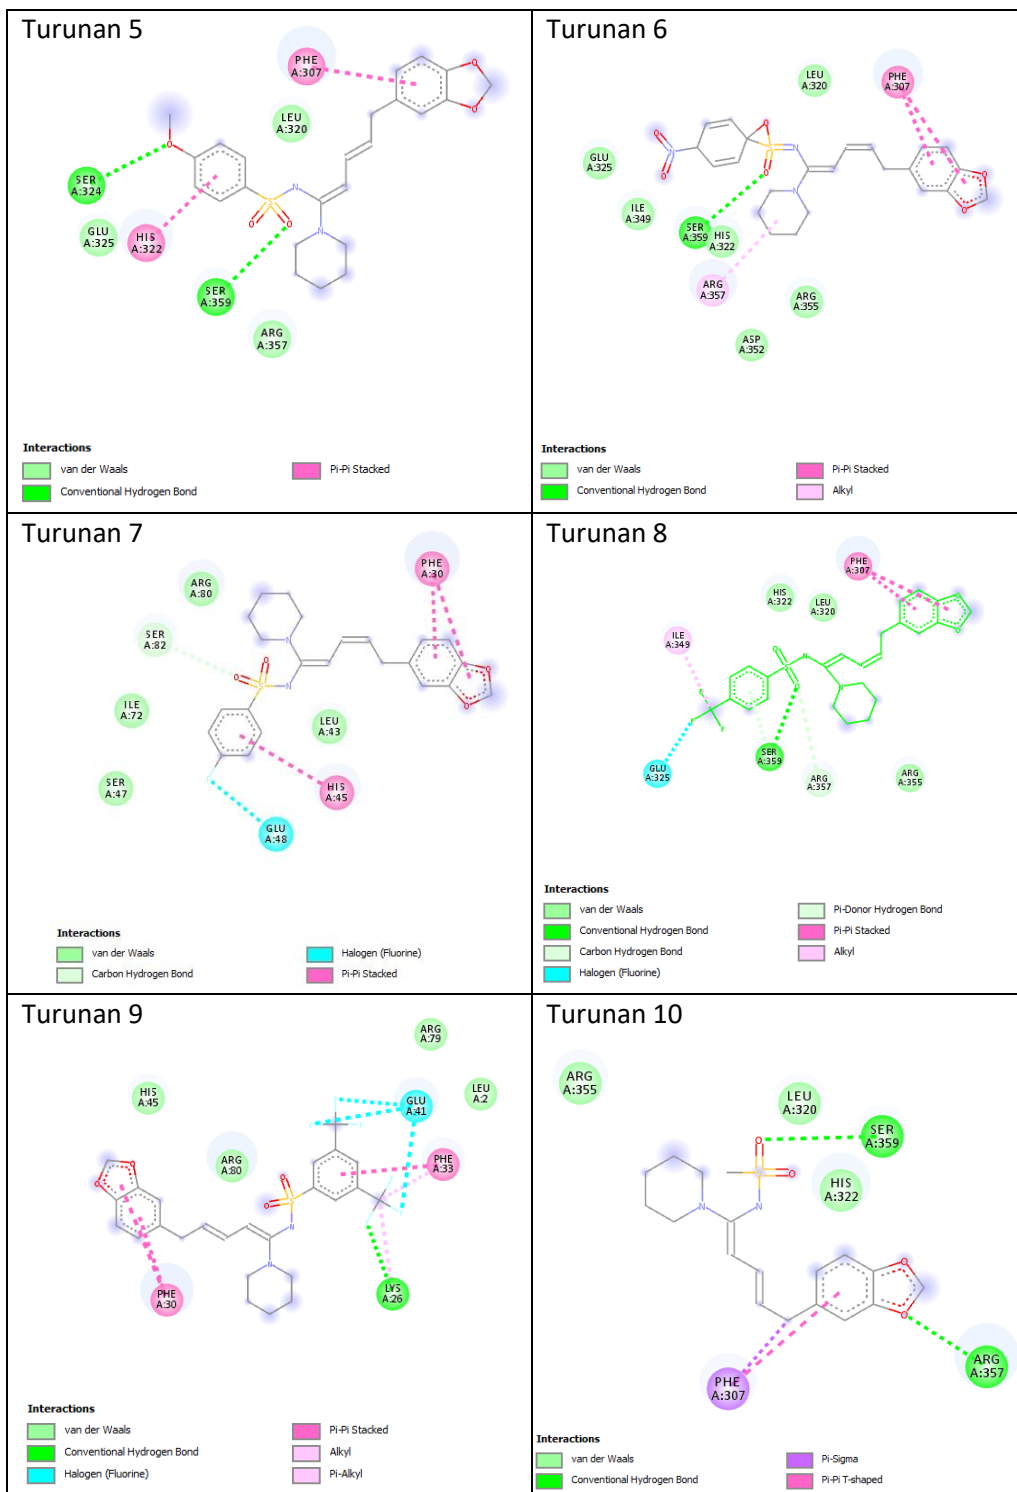 Turunan 5
PHE
A:307
LEU
A:320
SER
A:324
GLU
A:325
HIS
A:322
SER
A:359
ARG
A:357
O
S
N
O
O
N
O
O
Interactions
van der Waals
Conventional Hydrogen Bond
Pi-Pi Stacked
Turunan 6
LEU
A:320
PHE
A:307
GLU
A:325
ILE
A:349
SER
A:359
HIS
A:322
ARG
A:357
ARG
A:355
ASP
A:352
Interactions
van der Waals
Conventional Hydrogen Bond
Pi-Pi Stacked
Alkyl
Turunan 7
ARG
A:80
PHE
A:30
SER
A:82
ILE
A:72
LEU
A:43
SER
A:47
HIS
A:45
GLU
A:48
Interactions
van der Waals
Carbon Hydrogen Bond
Halogen (Fluorine)
Pi-Pi Stacked
Turunan 8
PHE
A:307
HIS
A:322
LEU
A:320
ILE
A:349
GLU
A:325
SER
A:359
ARG
A:357
ARG
A:355
Interactions
van der Waals
Conventional Hydrogen Bond
Carbon Hydrogen Bond
Halogen (Fluorine)
Pi-Donor Hydrogen Bond
Pi-Pi Stacked
Alkyl
Turunan 9
ARG
A:79
HIS
A:45
GLU
A:41
LEU
A:2
ARG
A:80
PHE
A:33
PHE
A:30
LYS
A:26
Interactions
van der Waals
Conventional Hydrogen Bond
Halogen (Fluorine)
Pi-Pi Stacked
Alkyl
Pi-Alkyl
Turunan 10
ARG
A:355
LEU
A:320
SER
A:359
HIS
A:322
ARG
A:357
PHE
A:307
Interactions
van der Waals
Conventional Hydrogen Bond
Pi-Sigma
Pi-Pi T-shaped